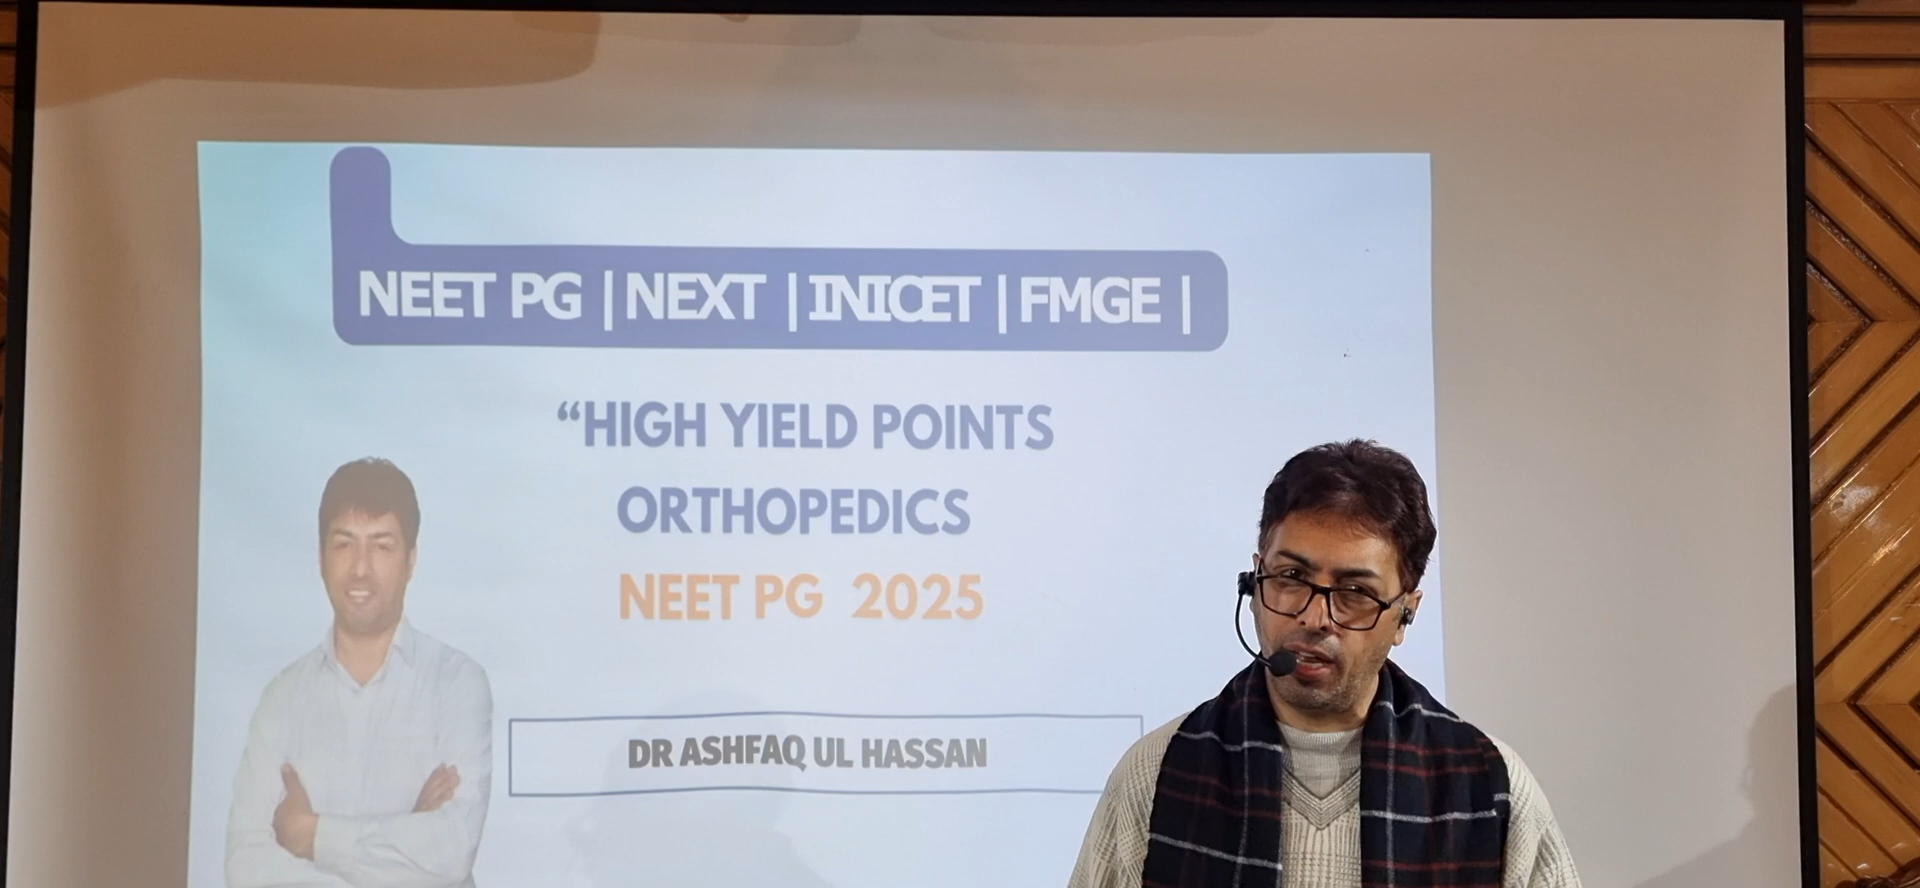 NEET PG | NEXT | INICET | FMGE |
“HIGH YIELD POINTS
ORTHOPEDICS
NEET PG 2025
DR ASHFAQ UL HASSAN